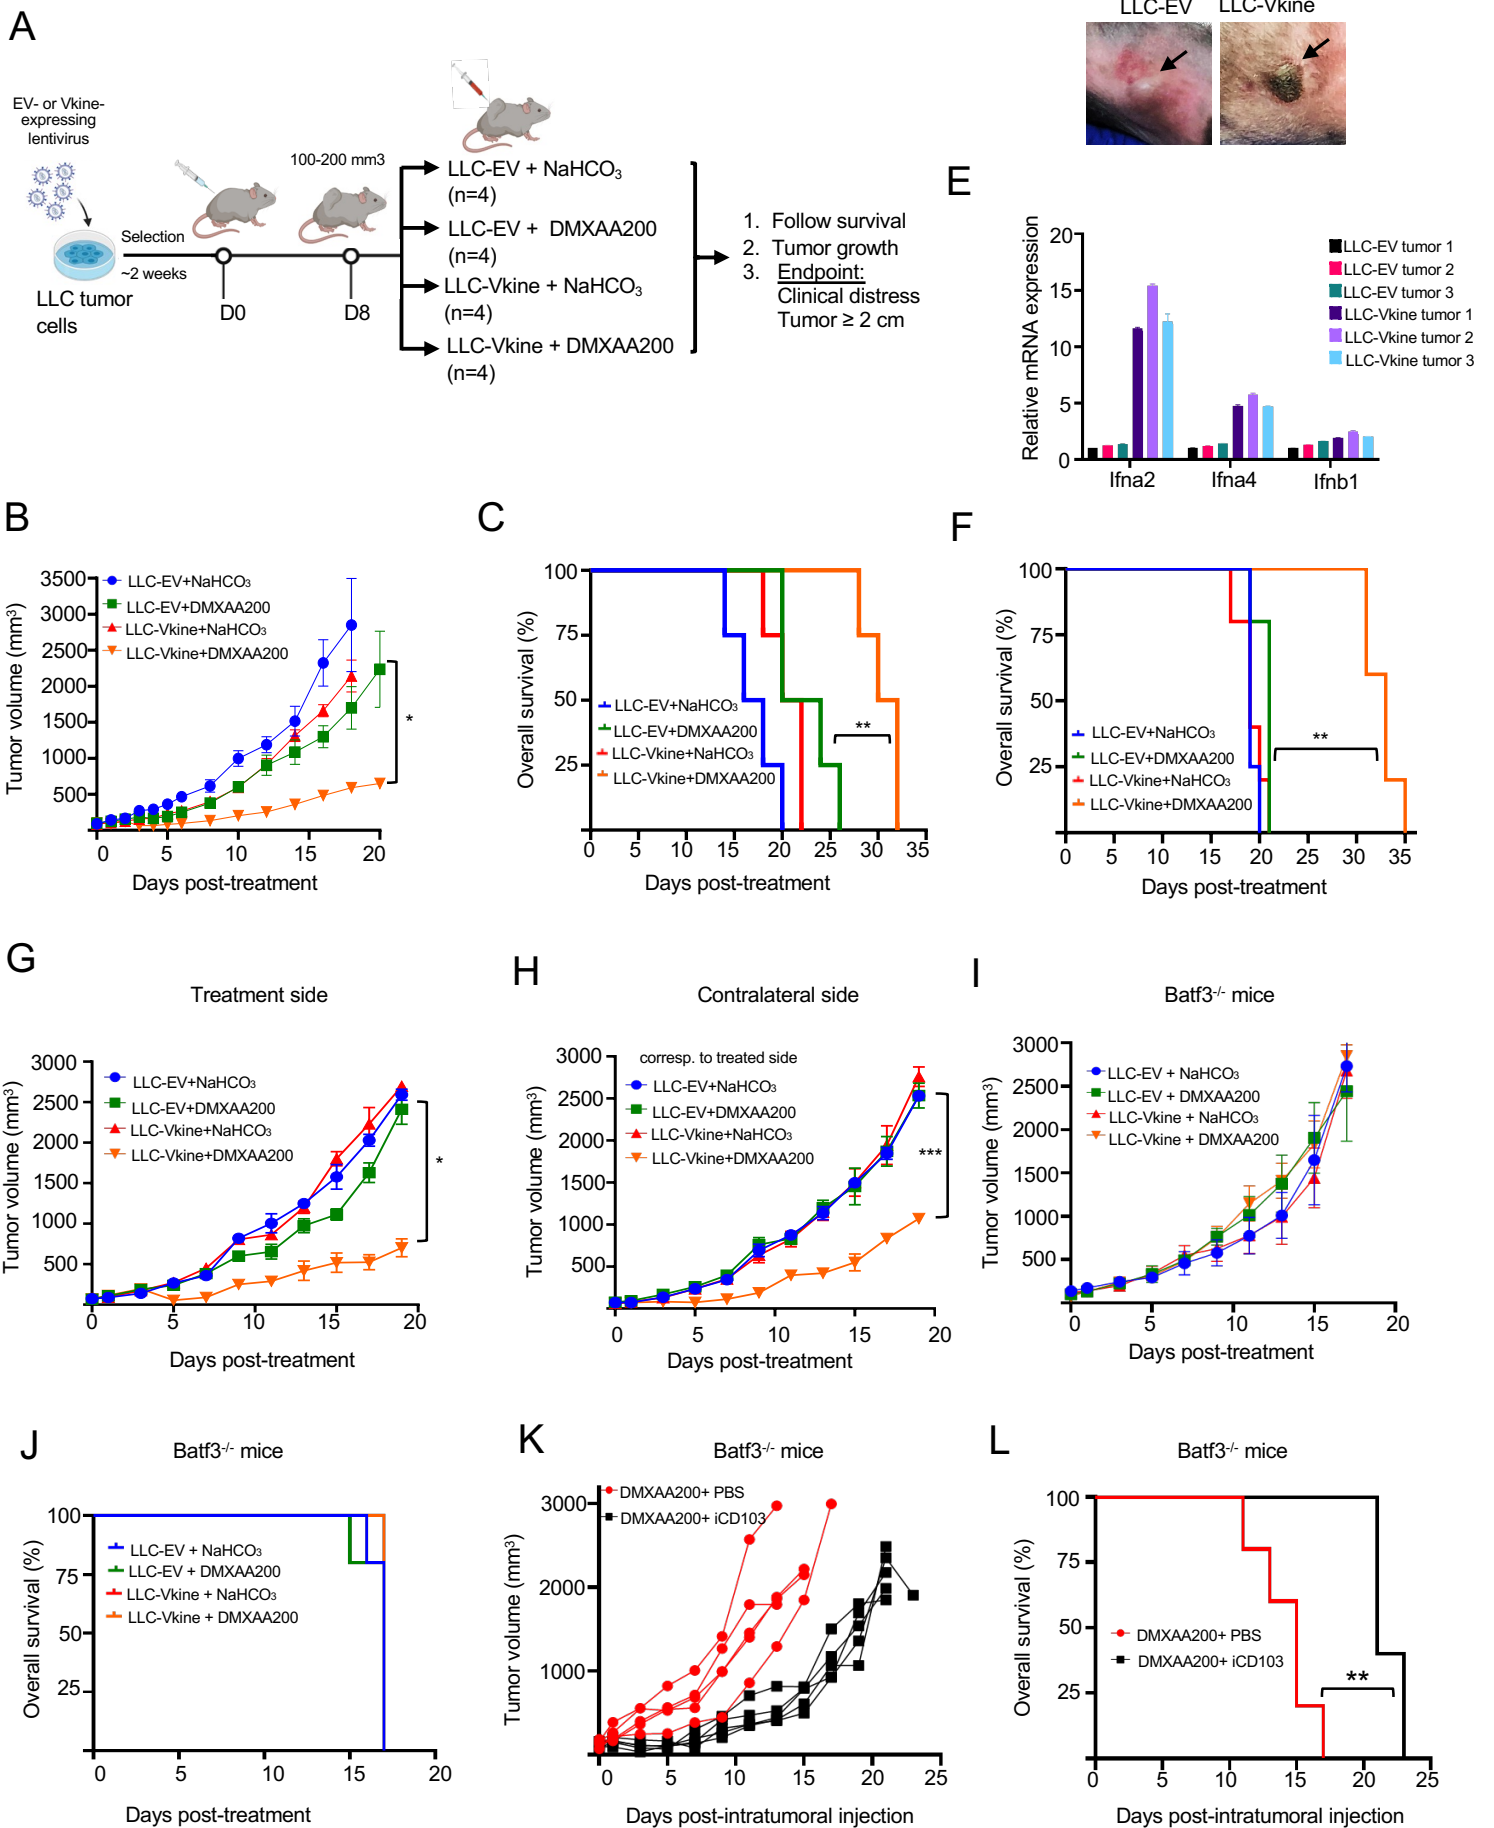 A
EV- or Vkine-
expressing
lentivirus
LLC tumor
cells
Selection
~2 weeks
100-200 mm3
D0
D8
LLC-EV + NaHCO₃
(n=4)
LLC-EV + DMXAA200
(n=4)
LLC-Vkine + NaHCO₃
(n=4)
LLC-Vkine + DMXAA200
(n=4)
1. Follow survival
2. Tumor growth
3. Endpoint:
Clinical distress
Tumor ≥ 2 cm
LLC-EV
LLC-Vkine
E
Relative mRNA expression
20
15
10
5
0
Ifna2
Ifna4
Ifnb1
LLC-EV tumor 1
LLC-EV tumor 2
LLC-EV tumor 3
LLC-Vkine tumor 1
LLC-Vkine tumor 2
LLC-Vkine tumor 3
B
Tumor volume (mm³)
3500
3000
2500
2000
1500
1000
500
LLC-EV+NaHCO₃
LLC-EV+DMXAA200
LLC-Vkine+NaHCO₃
LLC-Vkine+DMXAA200
*
0 5 10 15 20
Days post-treatment
C
Overall survival (%)
100
75
50
25
LLC-EV+NaHCO₃
LLC-EV+DMXAA200
LLC-Vkine+NaHCO₃
LLC-Vkine+DMXAA200
**
0 5 10 15 20 25 30 35
Days post-treatment
F
Overall survival (%)
100
75
50
25
LLC-EV+NaHCO₃
LLC-EV+DMXAA200
LLC-Vkine+NaHCO₃
LLC-Vkine+DMXAA200
**
0 5 10 15 20 25 30 35
Days post-treatment
G
Treatment side
Tumor volume (mm³)
3000
2500
2000
1500
1000
500
LLC-EV+NaHCO₃
LLC-EV+DMXAA200
LLC-Vkine+NaHCO₃
LLC-Vkine+DMXAA200
*
0 5 10 15 20
Days post-treatment
H
Contralateral side
Tumor volume (mm³)
3000
2500
2000
1500
1000
500
corresp. to treated side
LLC-EV+NaHCO₃
LLC-EV+DMXAA200
LLC-Vkine+NaHCO₃
LLC-Vkine+DMXAA200
***
0 5 10 15 20
Days post-treatment
I
Batf3⁻/⁻ mice
Tumor volume (mm³)
3000
2500
2000
1500
1000
500
LLC-EV + NaHCO₃
LLC-EV + DMXAA200
LLC-Vkine + NaHCO₃
LLC-Vkine + DMXAA200
0 5 10 15 20
Days post-treatment
J
Batf3⁻/⁻ mice
Overall survival (%)
100
75
50
25
LLC-EV + NaHCO₃
LLC-EV + DMXAA200
LLC-Vkine + NaHCO₃
LLC-Vkine + DMXAA200
0 5 10 15 20
Days post-treatment
K
Batf3⁻/⁻ mice
Tumor volume (mm³)
3000
2000
1000
DMXAA200+ PBS
DMXAA200+ iCD103
0 5 10 15 20 25
Days post-intratumoral injection
L
Batf3⁻/⁻ mice
Overall survival (%)
100
75
50
25
DMXAA200+ PBS
DMXAA200+ iCD103
**
0 5 10 15 20 25
Days post-intratumoral injection